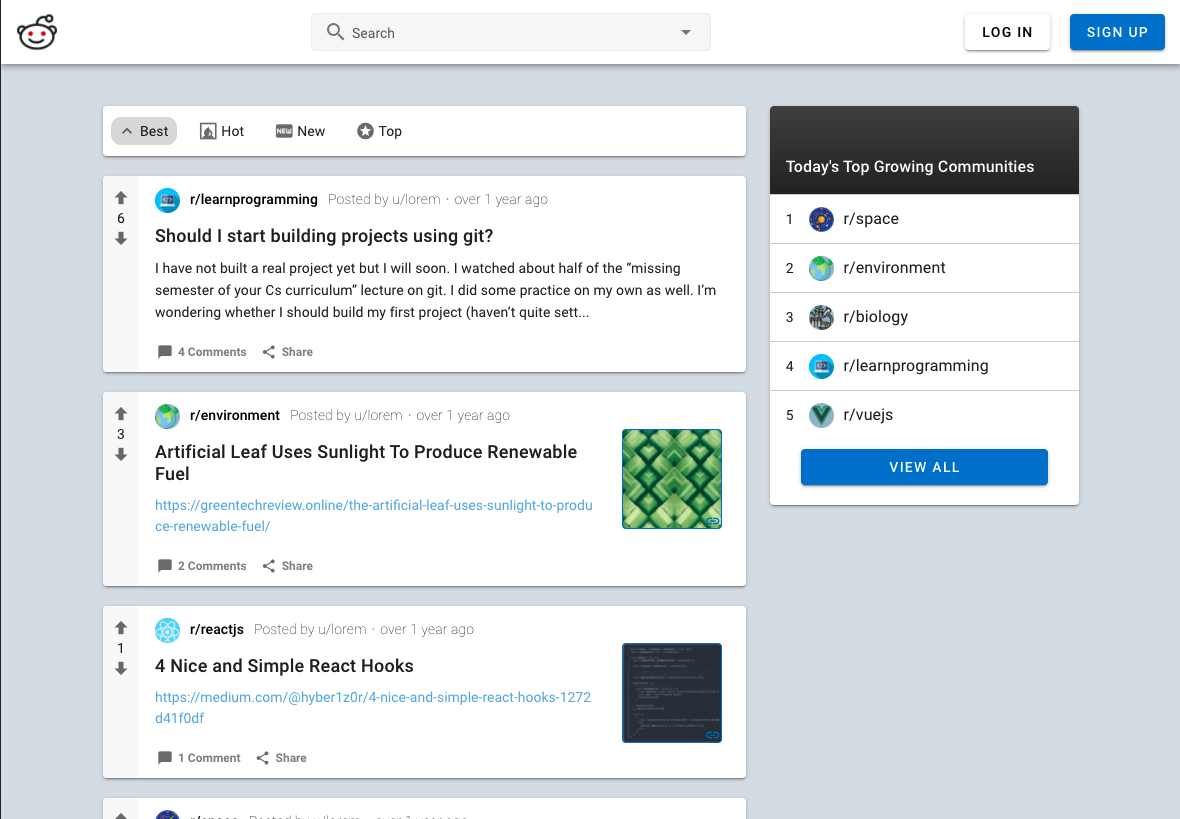 Search
LOG IN
SIGN UP
Best
Hot
NEW New
Top
6
r/learnprogramming Posted by u/lorem · over 1 year ago
Should I start building projects using git?
I have not built a real project yet but I will soon. I watched about half of the “missing
semester of your Cs curriculum” lecture on git. I did some practice on my own as well. I’m
wondering whether I should build my first project (haven’t quite sett...
4 Comments
Share
3
r/environment Posted by u/lorem · over 1 year ago
Artificial Leaf Uses Sunlight To Produce Renewable
Fuel
https://greentechreview.online/the-artificial-leaf-uses-sunlight-to-produ
ce-renewable-fuel/
2 Comments
Share
1
r/reactjs Posted by u/lorem · over 1 year ago
4 Nice and Simple React Hooks
https://medium.com/@hyber1z0r/4-nice-and-simple-react-hooks-1272
d41f0df
1 Comment
Share
Today's Top Growing Communities
1 r/space
2 r/environment
3 r/biology
4 r/learnprogramming
5 r/vuejs
VIEW ALL